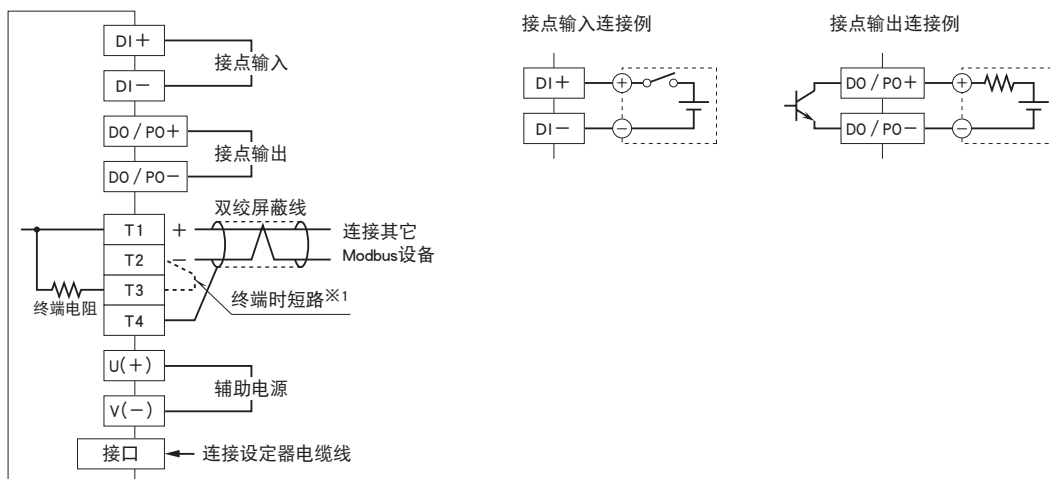 DI＋
接点输入
DI－
DO / PO＋
接点输出
DO / PO－
双绞屏蔽线
T1
＋
连接其它
Modbus设备
T2
－
T3
终端电阻
终端时短路※1
T4
U(＋)
辅助电源
V(－)
接口
连接设定器电缆线
接点输入连接例
DI＋
＋
DI－
－
接点输出连接例
DO / PO＋
＋
DO / PO－
－